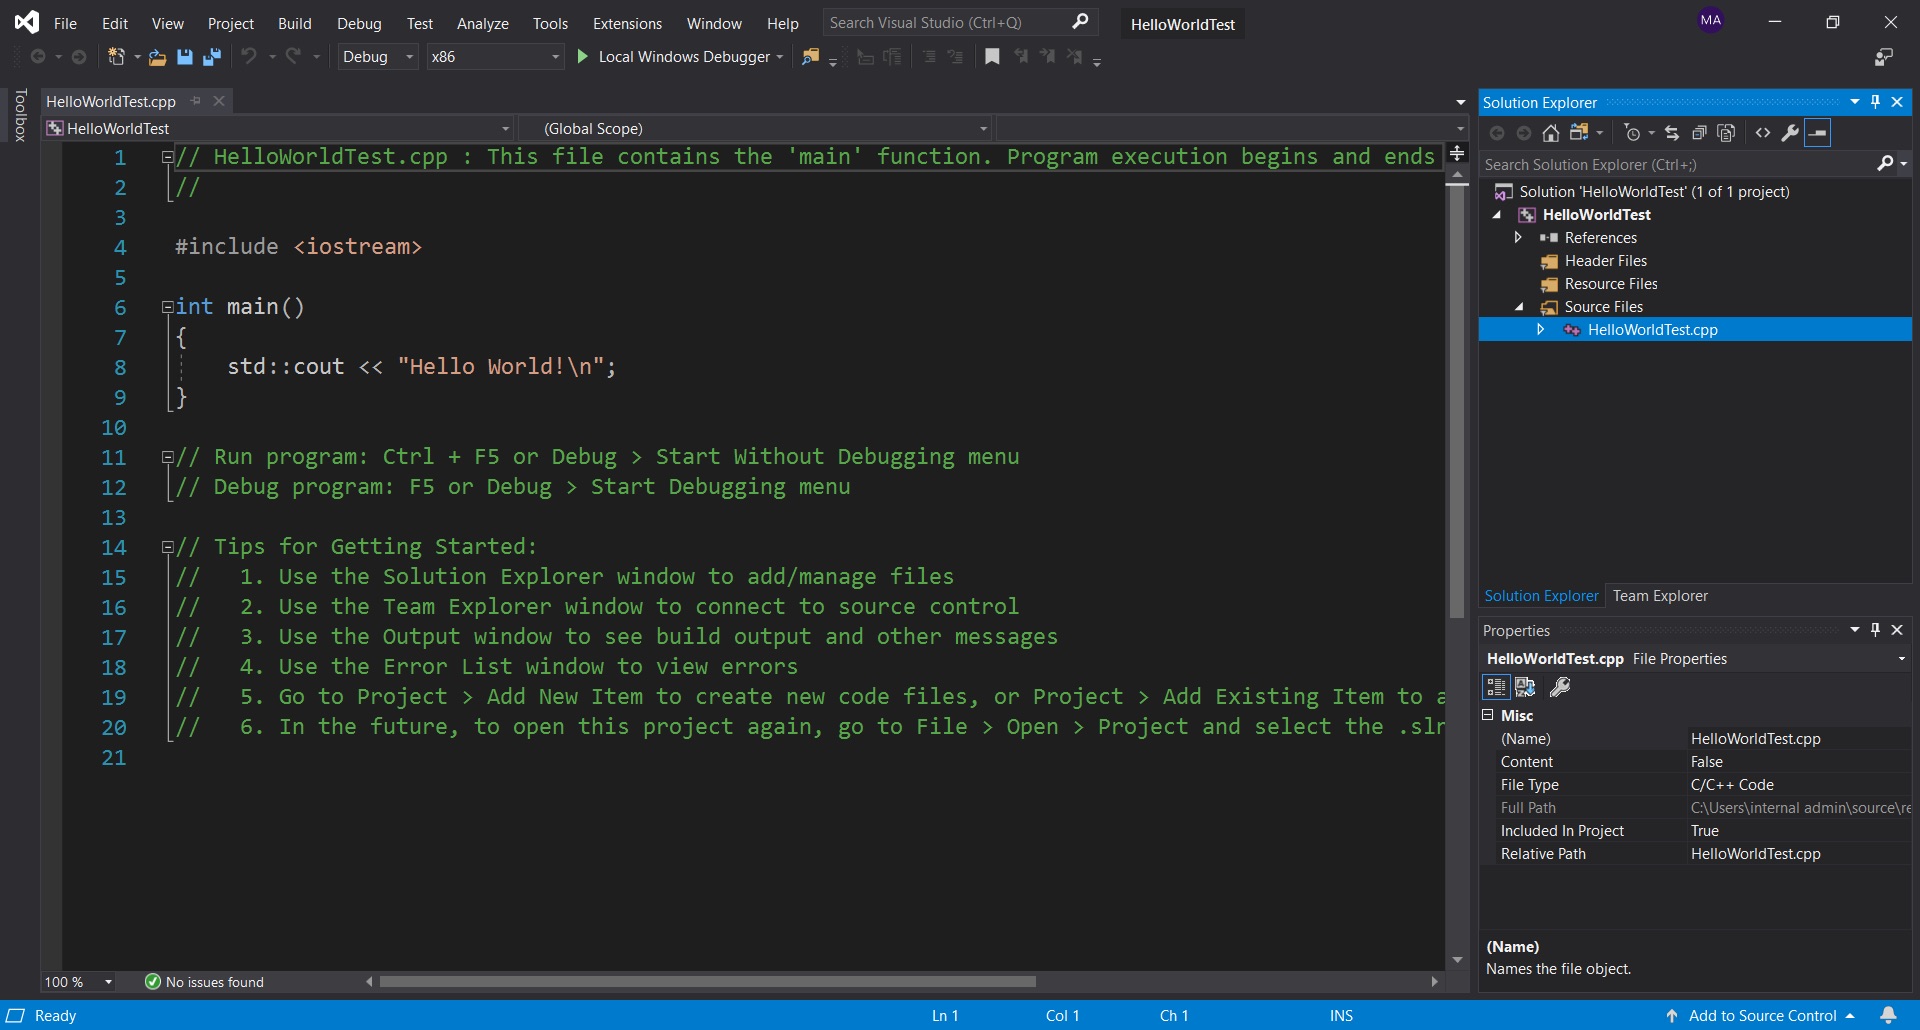 File Edit View Project Build Debug Test Analyze Tools Extensions Window Help Search Visual Studio (Ctrl+Q) HelloWorldTest MA
Debug x86 Local Windows Debugger
Toolbox
HelloWorldTest.cpp
HelloWorldTest (Global Scope)
1 // HelloWorldTest.cpp : This file contains the 'main' function. Program execution begins and ends
2 //
3
4 #include <iostream>
5
6 int main()
7 {
8 std::cout << "Hello World!\n";
9 }
10
11 // Run program: Ctrl + F5 or Debug > Start Without Debugging menu
12 // Debug program: F5 or Debug > Start Debugging menu
13
14 // Tips for Getting Started:
15 // 1. Use the Solution Explorer window to add/manage files
16 // 2. Use the Team Explorer window to connect to source control
17 // 3. Use the Output window to see build output and other messages
18 // 4. Use the Error List window to view errors
19 // 5. Go to Project > Add New Item to create new code files, or Project > Add Existing Item to a
20 // 6. In the future, to open this project again, go to File > Open > Project and select the .sln
21
100 % No issues found
Solution Explorer
Search Solution Explorer (Ctrl+;)
Solution 'HelloWorldTest' (1 of 1 project)
HelloWorldTest
References
Header Files
Resource Files
Source Files
HelloWorldTest.cpp
Solution Explorer Team Explorer
Properties
HelloWorldTest.cpp File Properties
Misc
(Name) HelloWorldTest.cpp
Content False
File Type C/C++ Code
Full Path C:\Users\internal admin\source\re
Included In Project True
Relative Path HelloWorldTest.cpp
(Name)
Names the file object.
Ready Ln 1 Col 1 Ch 1 INS Add to Source Control